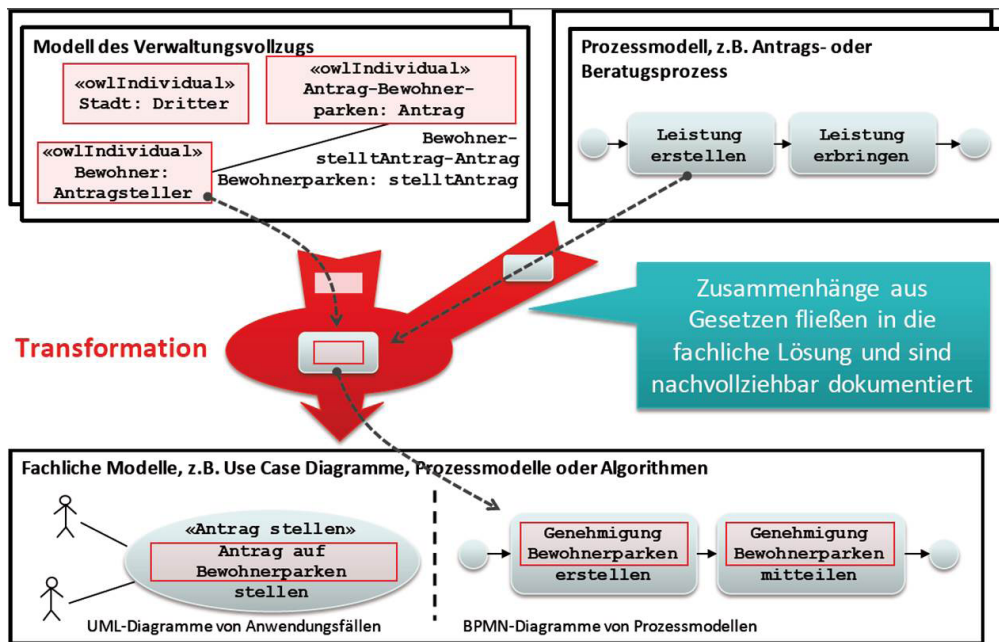 Modell des Verwaltungsvollzugs
«owlIndividual»
Stadt: Dritter
«owlIndividual»
Antrag-Bewohner-
parken: Antrag
«owlIndividual»
Bewohner:
Antragsteller
Bewohner-
stelltAntrag-Antrag
Bewohnerparken: stelltAntrag
Prozessmodell, z.B. Antrags- oder
Beratugsprozess
Leistung
erstellen
Leistung
erbringen
Transformation
Zusammenhänge aus
Gesetzen fließen in die
fachliche Lösung und sind
nachvollziehbar dokumentiert
Fachliche Modelle, z.B. Use Case Diagramme, Prozessmodelle oder Algorithmen
«Antrag stellen»
Antrag auf
Bewohnerparken
stellen
UML-Diagramme von Anwendungsfällen
Genehmigung
Bewohnerparken
erstellen
Genehmigung
Bewohnerparken
mitteilen
BPMN-Diagramme von Prozessmodellen